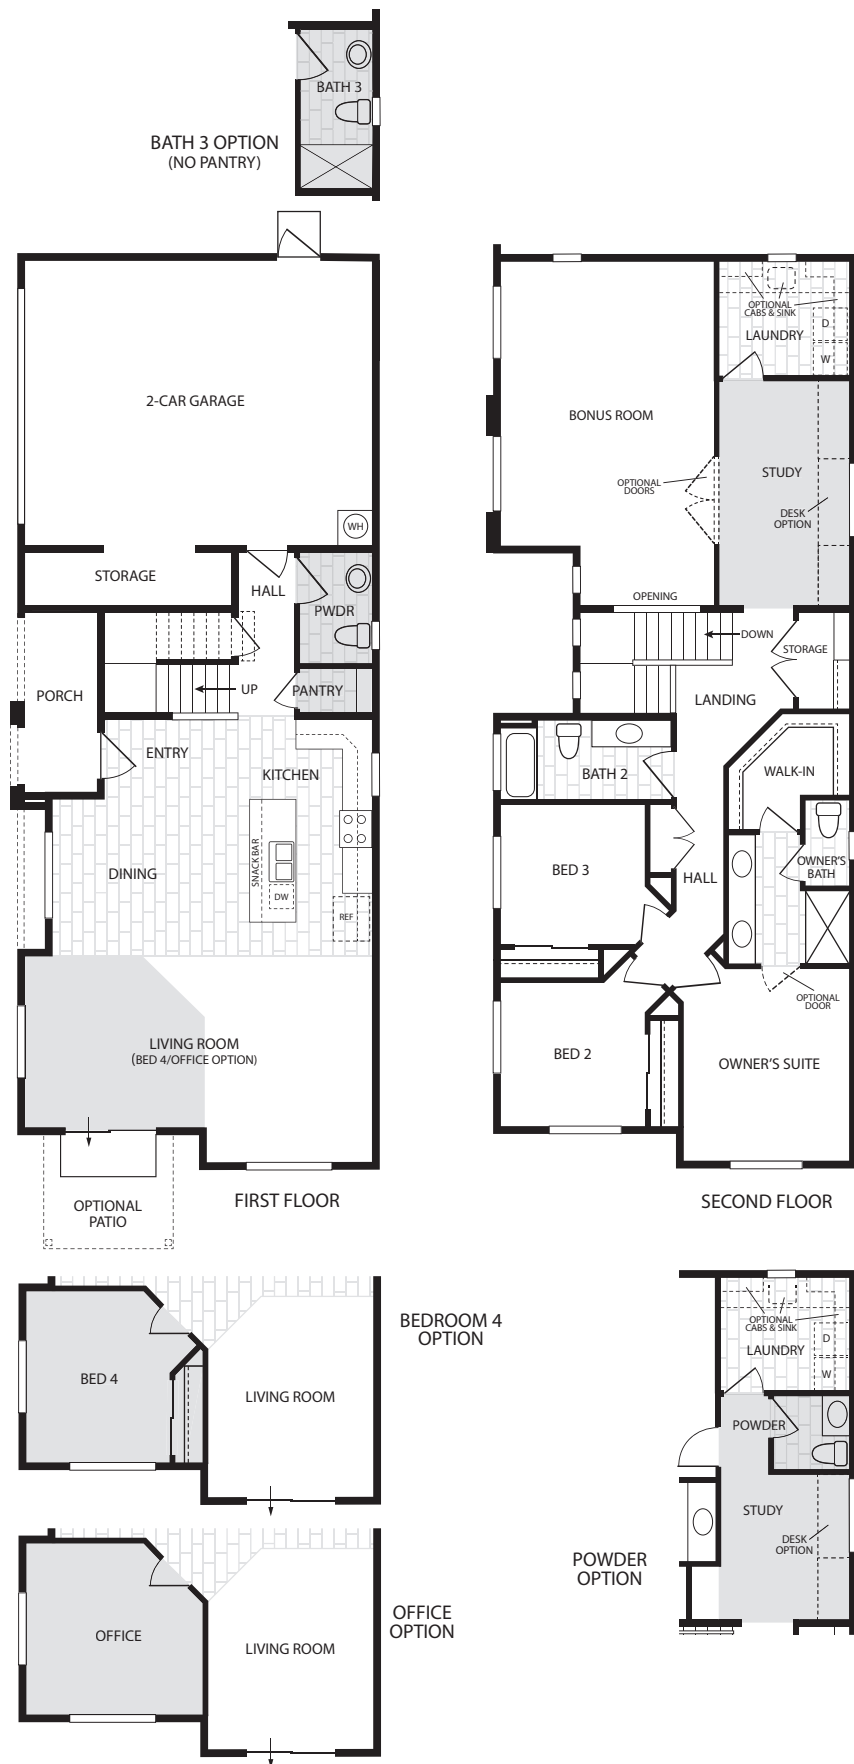 BATH 3
BATH 3 OPTION
(NO PANTRY)
2-CAR GARAGE
WH
STORAGE
HALL
PWDR
PORCH
UP
PANTRY
ENTRY
KITCHEN
SNACK BAR
DINING
DW
REF
LIVING ROOM
(BED 4/OFFICE OPTION)
OPTIONAL
PATIO
FIRST FLOOR
OPTIONAL
CABS & SINK
D
LAUNDRY
W
BONUS ROOM
STUDY
OPTIONAL
DOORS
DESK
OPTION
OPENING
DOWN
STORAGE
LANDING
BATH 2
WALK-IN
BED 3
HALL
OWNER'S
BATH
OPTIONAL
DOOR
BED 2
OWNER'S SUITE
SECOND FLOOR
BEDROOM 4
OPTION
BED 4
LIVING ROOM
OFFICE
LIVING ROOM
OFFICE
OPTION
OPTIONAL
CABS & SINK
D
LAUNDRY
W
POWDER
STUDY
DESK
OPTION
POWDER
OPTION